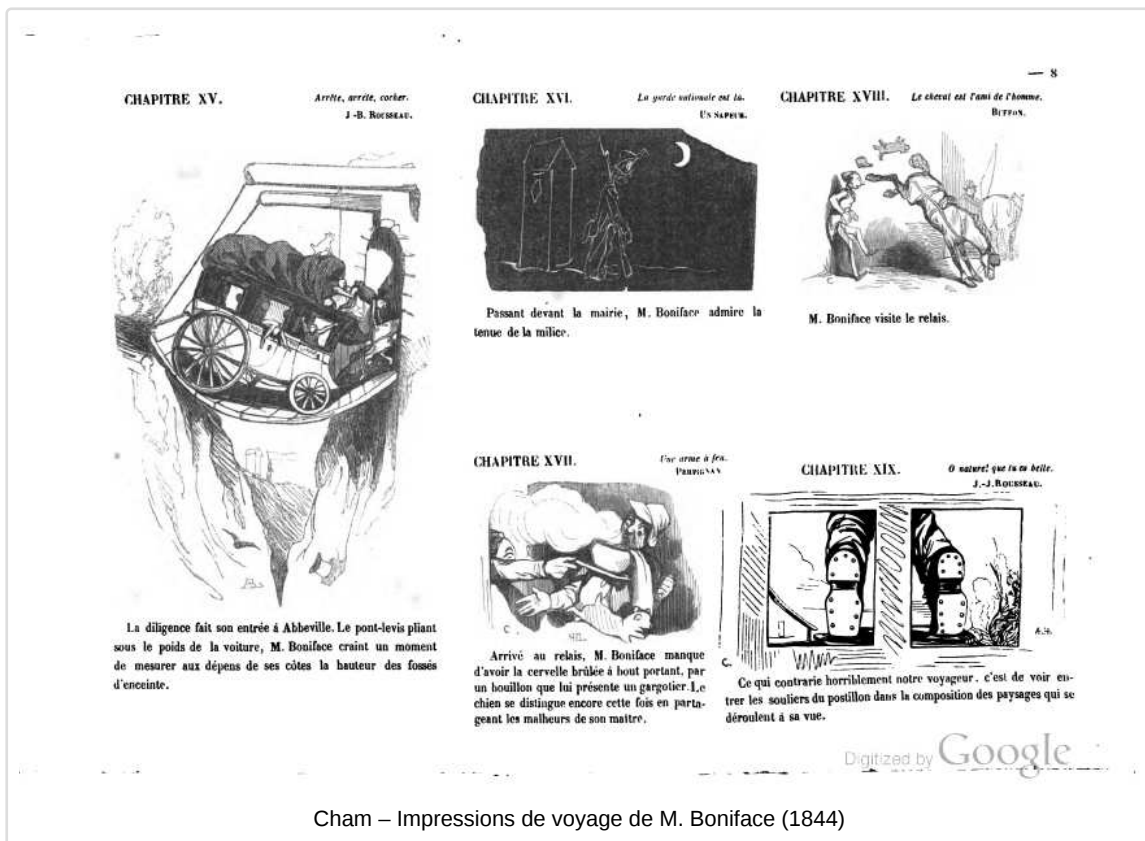 — 8
CHAPITRE XV.
Arrête, arrête, cocher.
J.-B. ROUSSEAU.
La diligence fait son entrée à Abbeville. Le pont-levis pliant
sous le poids de la voiture, M. Boniface craint un moment
de mesurer aux dépens de ses côtes la hauteur des fossés
d'enceinte.
CHAPITRE XVI.
La garde nationale est là.
UN SAPEUR.
Passant devant la mairie, M. Boniface admire la
tenue de la milice.
CHAPITRE XVII.
Une arme à feu.
PERPIGNAN
C.
Arrivé au relais, M. Boniface manque
d'avoir la cervelle brûlée à bout portant, par
un bouillon que lui présente un gargotier. Le
chien se distingue encore cette fois en parta-
geant les malheurs de son maître.
CHAPITRE XVIII.
Le cheval est l'ami de l'homme.
BUFFON.
C
M. Boniface visite le relais.
CHAPITRE XIX.
O nature! que tu es belle.
J.-J. ROUSSEAU.
C.
Ce qui contrarie horriblement notre voyageur, c'est de voir en-
trer les souliers du postillon dans la composition des paysages qui se
déroulent à sa vue.
Digitized by Google
Cham – Impressions de voyage de M. Boniface (1844)